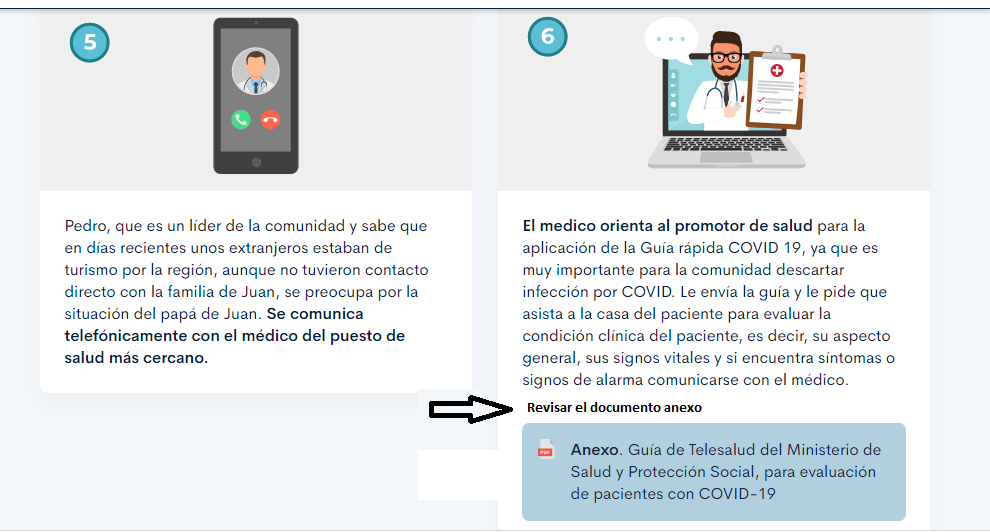 5
Pedro, que es un líder de la comunidad y sabe que
en días recientes unos extranjeros estaban de
turismo por la región, aunque no tuvieron contacto
directo con la familia de Juan, se preocupa por la
situación del papá de Juan. Se comunica
telefónicamente con el médico del puesto de
salud más cercano.
6
El medico orienta al promotor de salud para la
aplicación de la Guía rápida COVID 19, ya que es
muy importante para la comunidad descartar
infección por COVID. Le envía la guía y le pide que
asista a la casa del paciente para evaluar la
condición clínica del paciente, es decir, su aspecto
general, sus signos vitales y si encuentra síntomas o
signos de alarma comunicarse con el médico.
Revisar el documento anexo
PDF
Anexo. Guía de Telesalud del Ministerio de
Salud y Protección Social, para evaluación
de pacientes con COVID-19